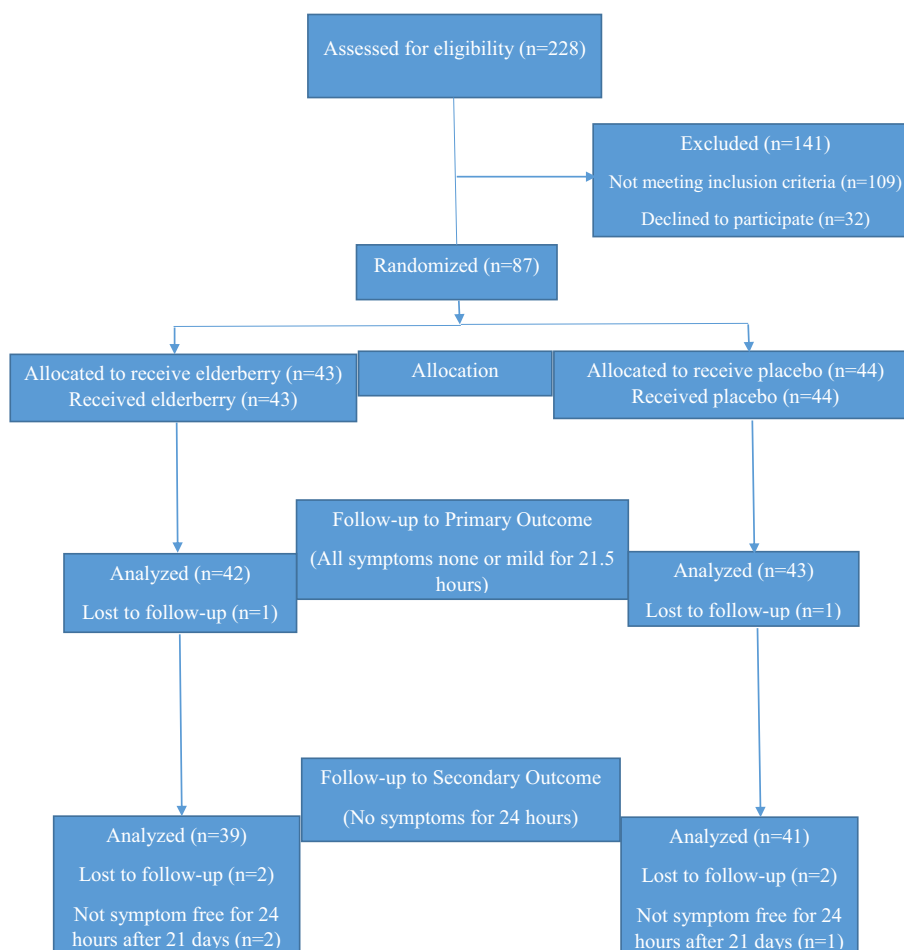 Assessed for eligibility (n=228)
Excluded (n=141)
Not meeting inclusion criteria (n=109)
Declined to participate (n=32)
Randomized (n=87)
Allocated to receive elderberry (n=43)
Received elderberry (n=43)
Allocation
Allocated to receive placebo (n=44)
Received placebo (n=44)
Follow-up to Primary Outcome
(All symptoms none or mild for 21.5
hours)
Analyzed (n=42)
Lost to follow-up (n=1)
Analyzed (n=43)
Lost to follow-up (n=1)
Follow-up to Secondary Outcome
(No symptoms for 24 hours)
Analyzed (n=39)
Lost to follow-up (n=2)
Not symptom free for 24
hours after 21 days (n=2)
Analyzed (n=41)
Lost to follow-up (n=2)
Not symptom free for 24
hours after 21 days (n=1)